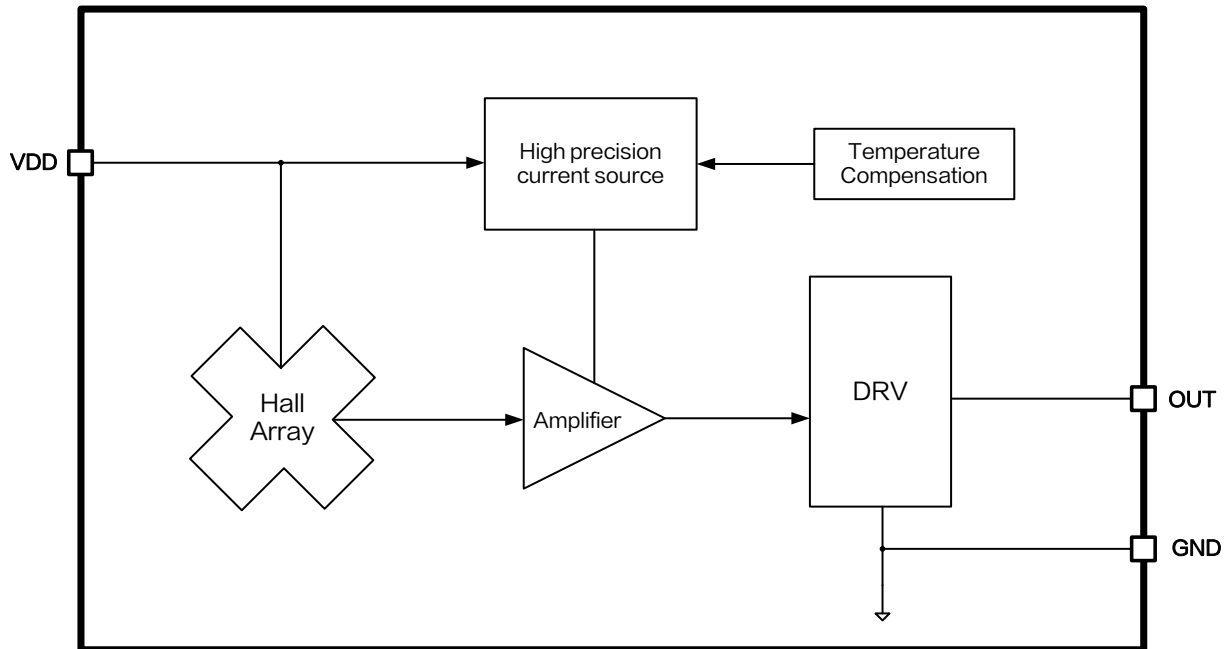 High precision
current source
Temperature
Compensation
VDD
Hall
Array
Amplifier
DRV
OUT
GND